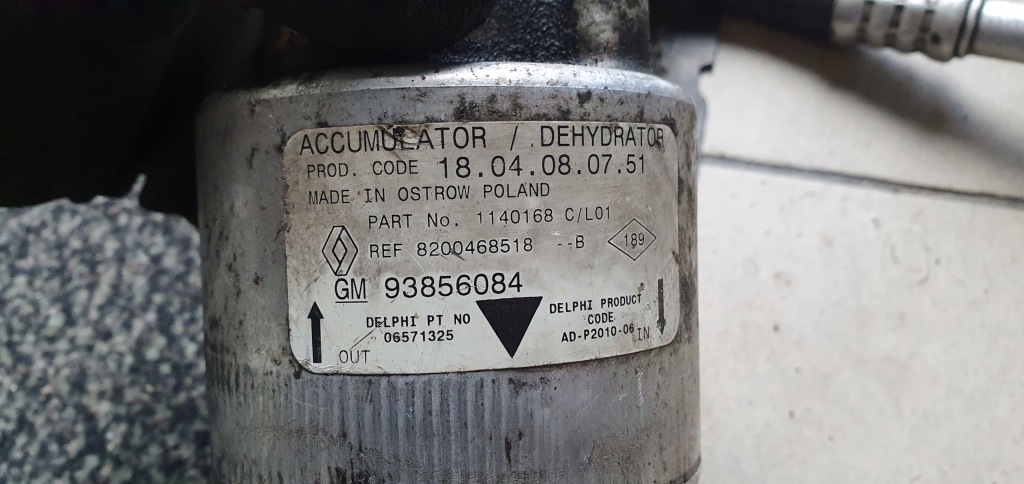 ACCUMULATOR / DEHYDRATOR
PROD. CODE 18.04.08.07.51
MADE IN OSTROW POLAND
PART No. 1140168 C/L01
REF 8200468518 --B 189
GM 93856084
DELPHI PT NO
06571325
DELPHI PRODUCT
CODE
AD-P2010-06
OUT
IN